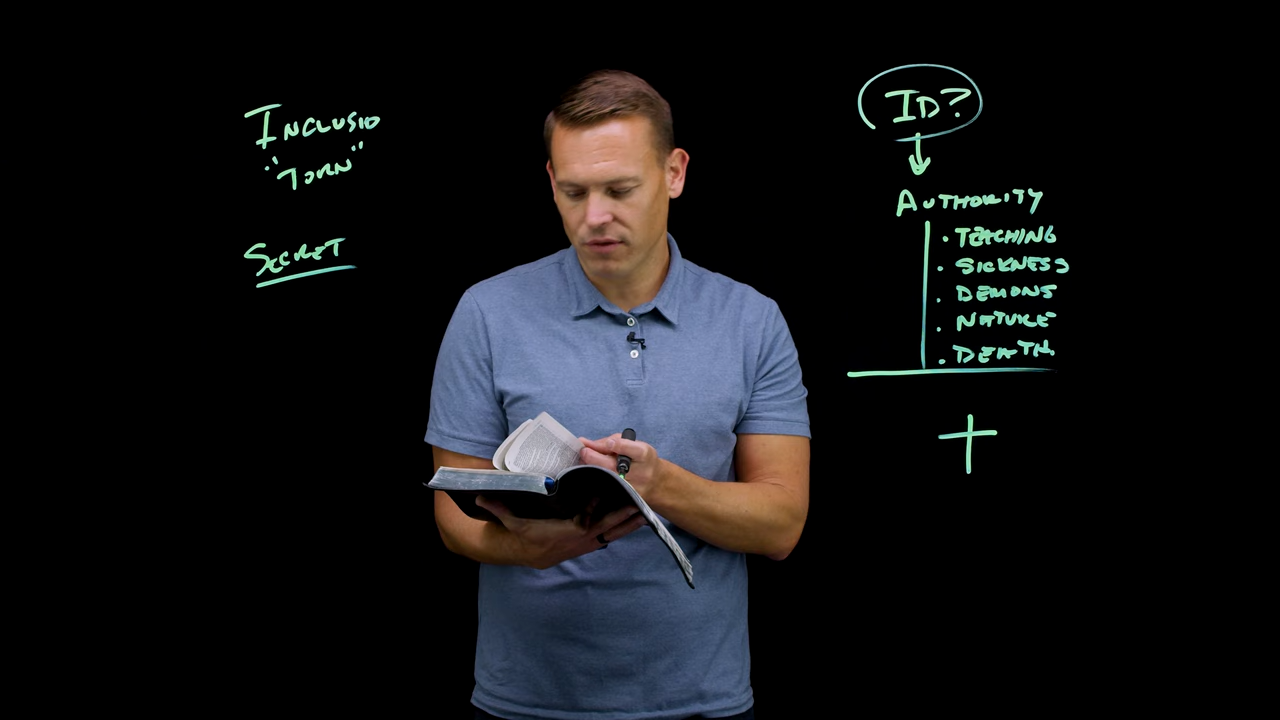 INCLUSIO
"TORN"
SECRET
ID?
AUTHORITY
• TEACHING
• SICKNESS
• DEMONS
• NATURE
• DEATH